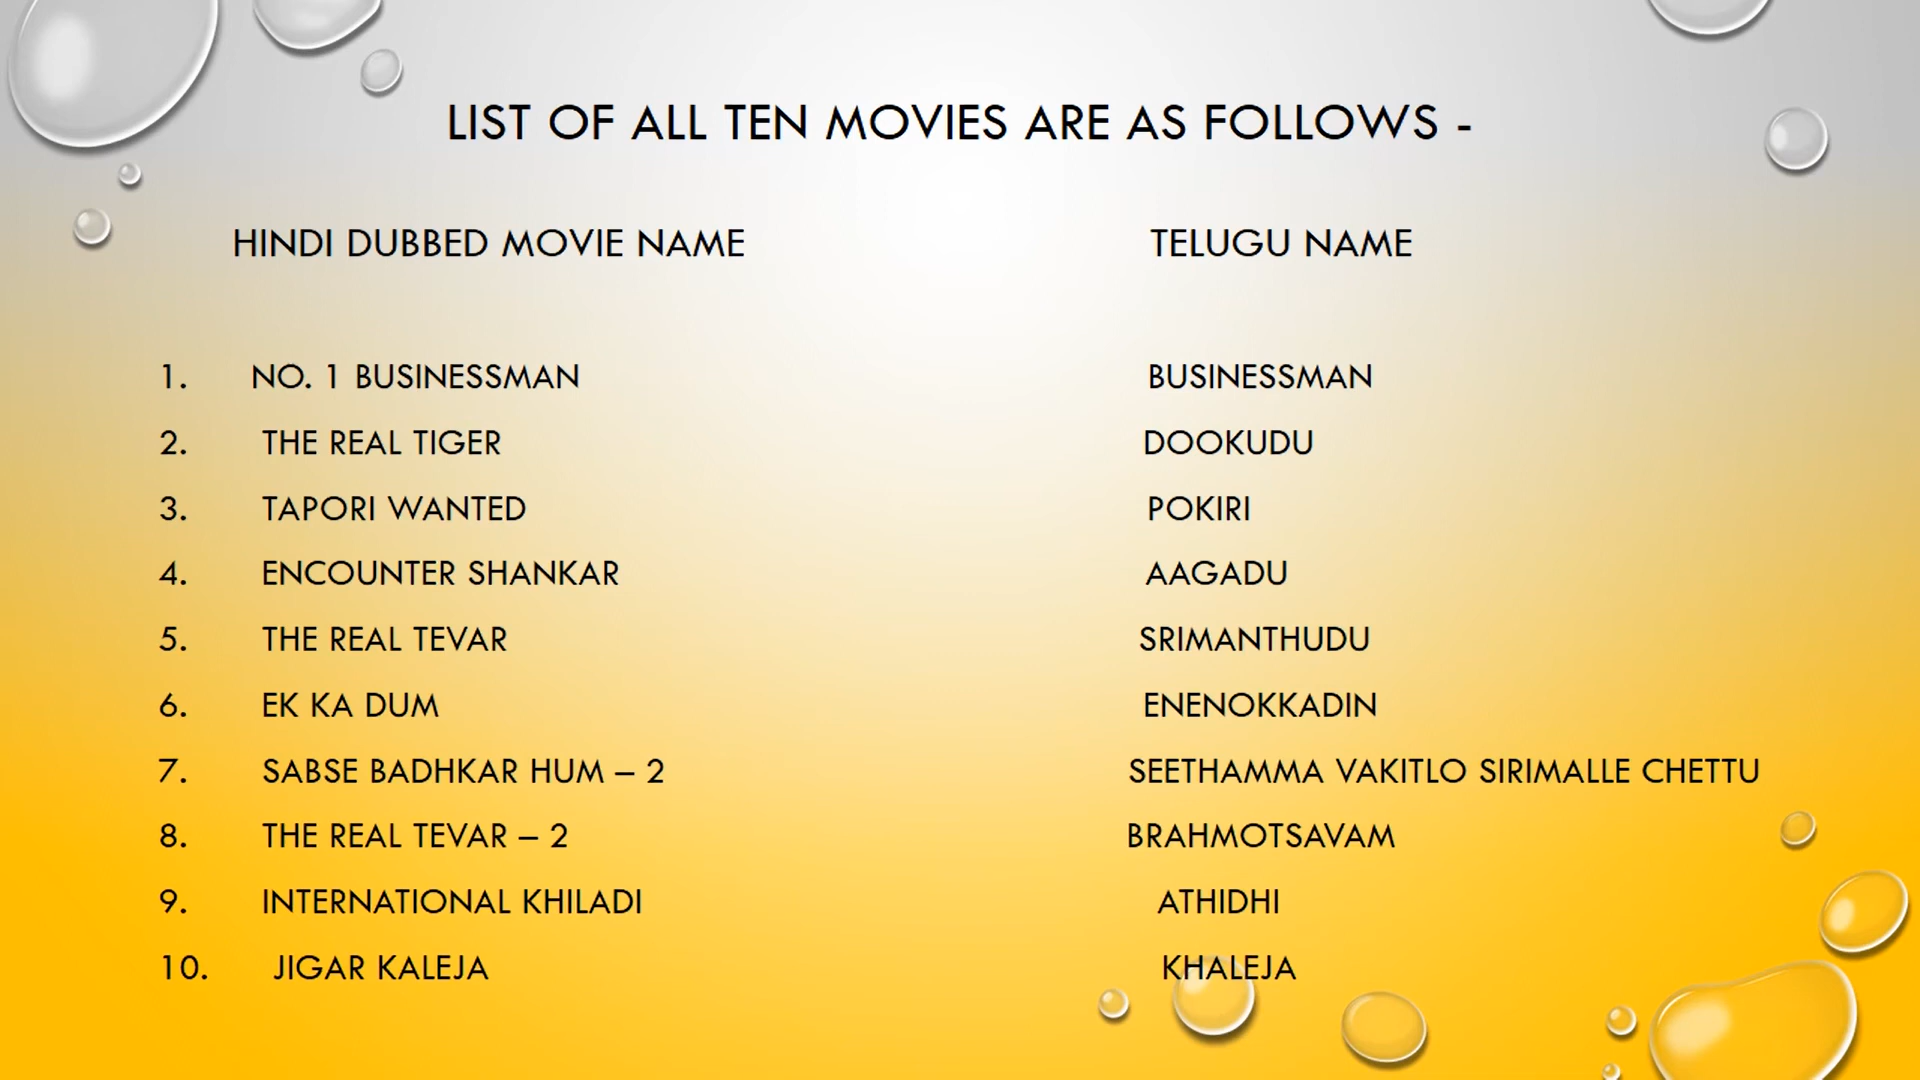 LIST OF ALL TEN MOVIES ARE AS FOLLOWS -
HINDI DUBBED MOVIE NAME TELUGU NAME
1. NO. 1 BUSINESSMAN BUSINESSMAN
2. THE REAL TIGER DOOKUDU
3. TAPORI WANTED POKIRI
4. ENCOUNTER SHANKAR AAGADU
5. THE REAL TEVAR SRIMANTHUDU
6. EK KA DUM ENENOKKADIN
7. SABSE BADHKAR HUM – 2 SEETHAMMA VAKITLO SIRIMALLE CHETTU
8. THE REAL TEVAR – 2 BRAHMOTSAVAM
9. INTERNATIONAL KHILADI ATHIDHI
10. JIGAR KALEJA KHALEJA